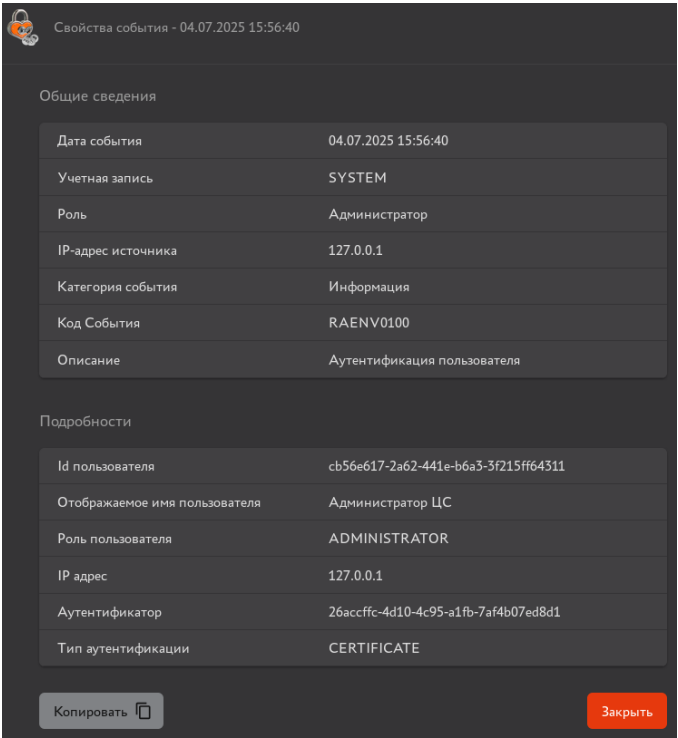 Свойства события - 04.07.2025 15:56:40
Общие сведения
Дата события 04.07.2025 15:56:40
Учетная запись SYSTEM
Роль Администратор
IP-адрес источника 127.0.0.1
Категория события Информация
Код События RAENV0100
Описание Аутентификация пользователя
Подробности
Id пользователя cb56e617-2a62-441e-b6a3-3f215ff64311
Отображаемое имя пользователя Администратор ЦС
Роль пользователя ADMINISTRATOR
IP адрес 127.0.0.1
Аутентификатор 26accffc-4d10-4c95-a1fb-7af4b07ed8d1
Тип аутентификации CERTIFICATE
Копировать Закрыть